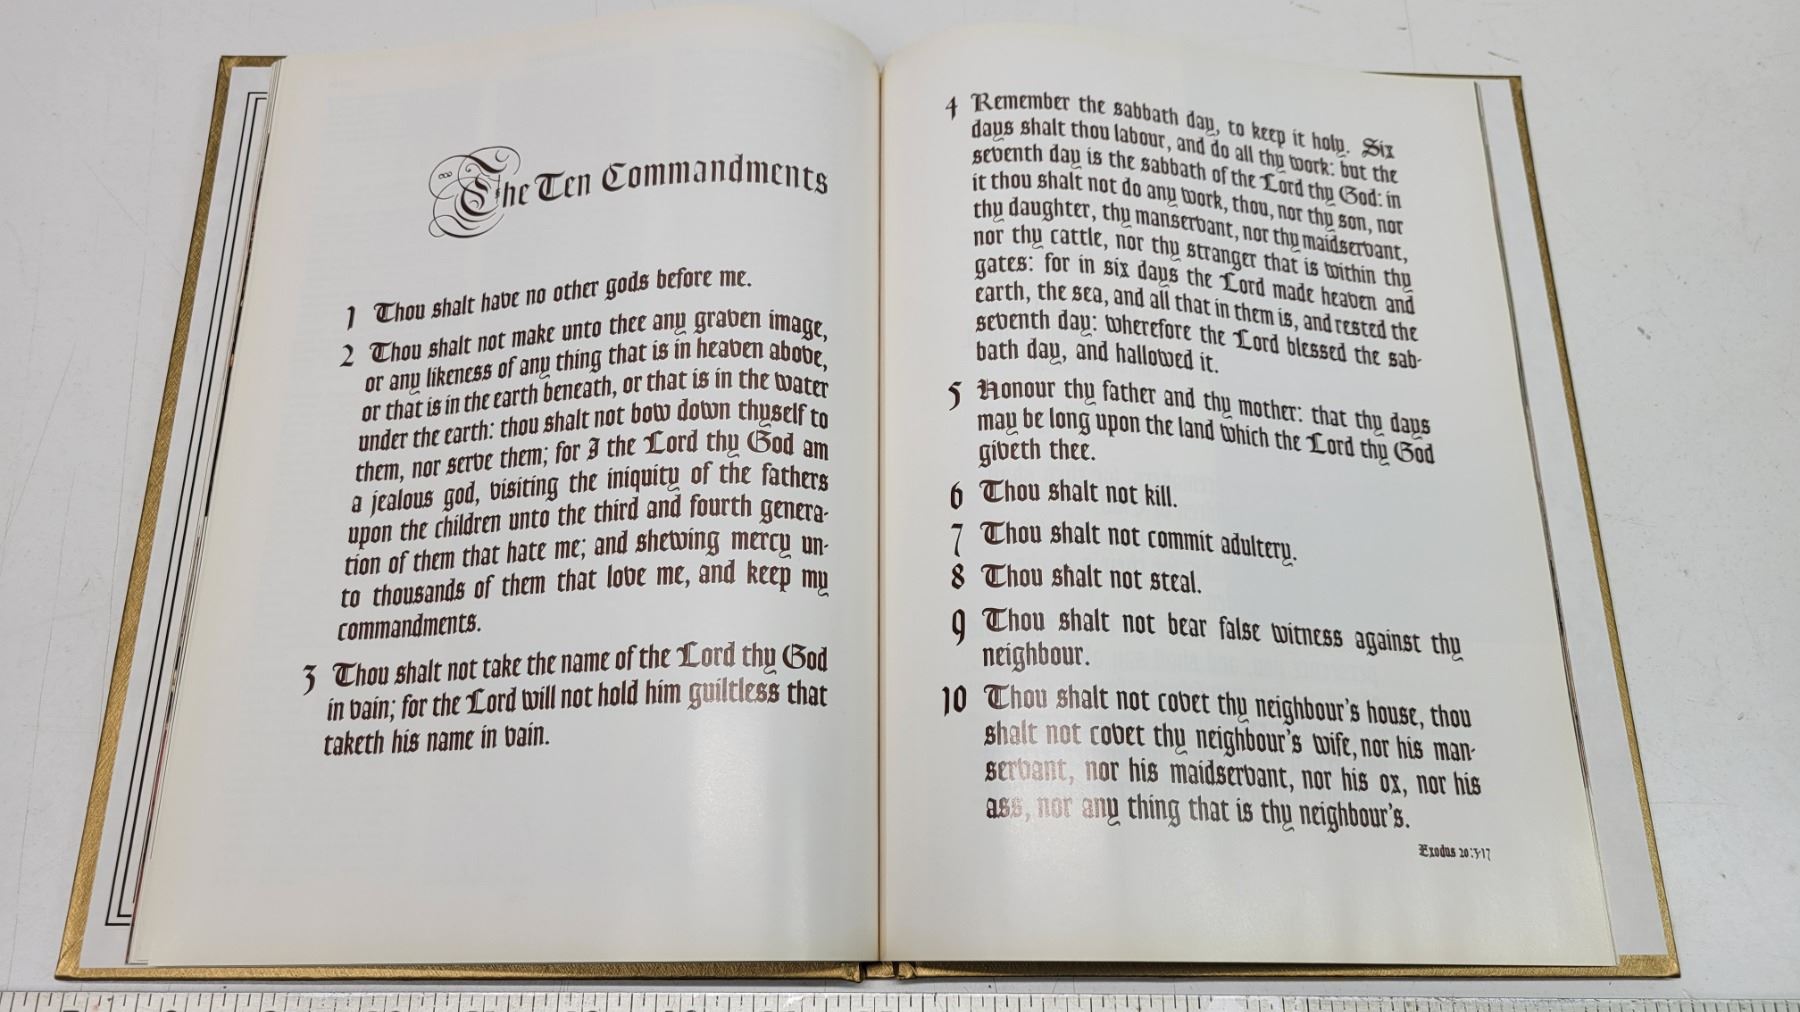 The Ten Commandments
1 Thou shalt have no other gods before me.
2 Thou shalt not make unto thee any graven image,
or any likeness of any thing that is in heaven above,
or that is in the earth beneath, or that is in the water
under the earth: thou shalt not bow down thyself to
them, nor serve them; for I the Lord thy God am
a jealous god, visiting the iniquity of the fathers
upon the children unto the third and fourth genera-
tion of them that hate me; and shewing mercy un-
to thousands of them that love me, and keep my
commandments.
3 Thou shalt not take the name of the Lord thy God
in vain; for the Lord will not hold him guiltless that
taketh his name in vain.
4 Remember the sabbath day, to keep it holy. Six
days shalt thou labour, and do all thy work: but the
seventh day is the sabbath of the Lord thy God: in
it thou shalt not do any work, thou, nor thy son, nor
thy daughter, thy manservant, nor thy maidservant,
nor thy cattle, nor thy stranger that is within thy
gates: for in six days the Lord made heaven and
earth, the sea, and all that in them is, and rested the
seventh day: wherefore the Lord blessed the sab-
bath day, and hallowed it.
5 Honour thy father and thy mother: that thy days
may be long upon the land which the Lord thy God
giveth thee.
6 Thou shalt not kill.
7 Thou shalt not commit adultery.
8 Thou shalt not steal.
9 Thou shalt not bear false witness against thy
neighbour.
10 Thou shalt not covet thy neighbour's house, thou
shalt not covet thy neighbour's wife, nor his man-
servant, nor his maidservant, nor his ox, nor his
ass, nor any thing that is thy neighbour's.
Exodus 20:3-17